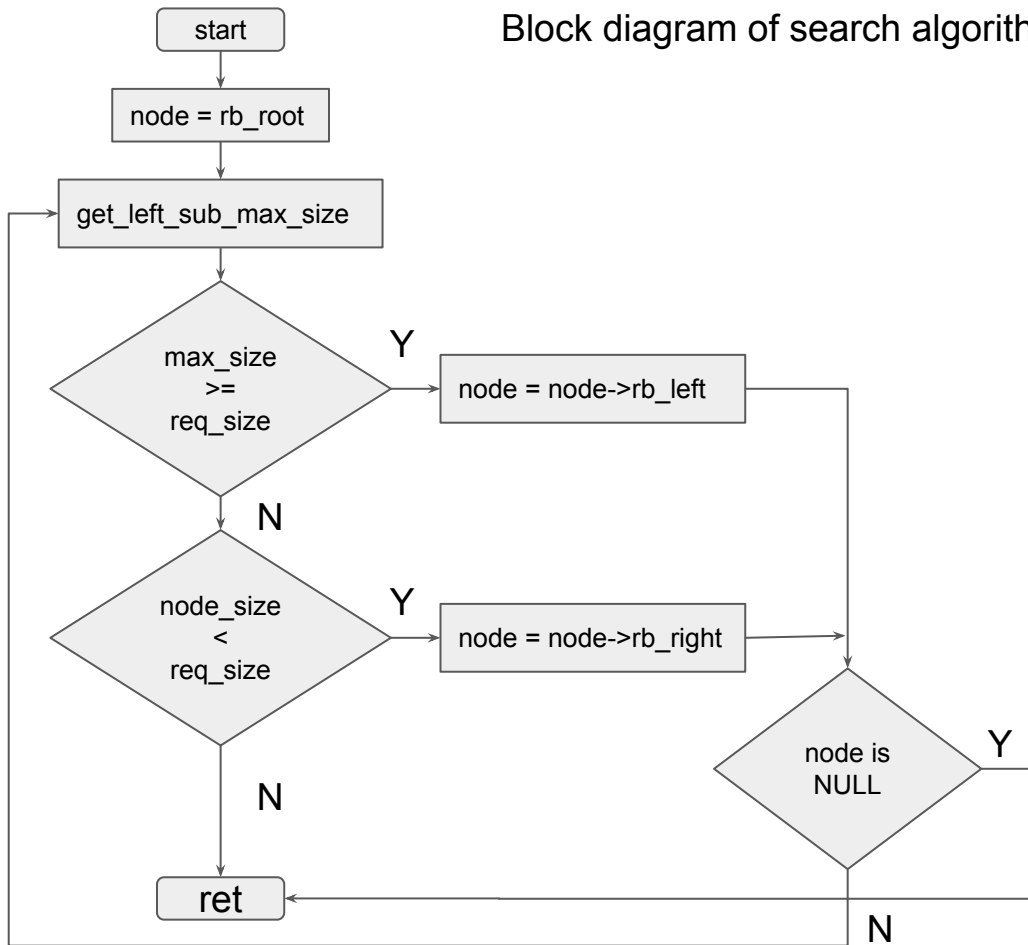 Block diagram of search algorith
start
node = rb_root
get_left_sub_max_size
max_size
>=
req_size
Y
node = node->rb_left
N
node_size
<
req_size
Y
node = node->rb_right
node is
NULL
Y
N
ret
N